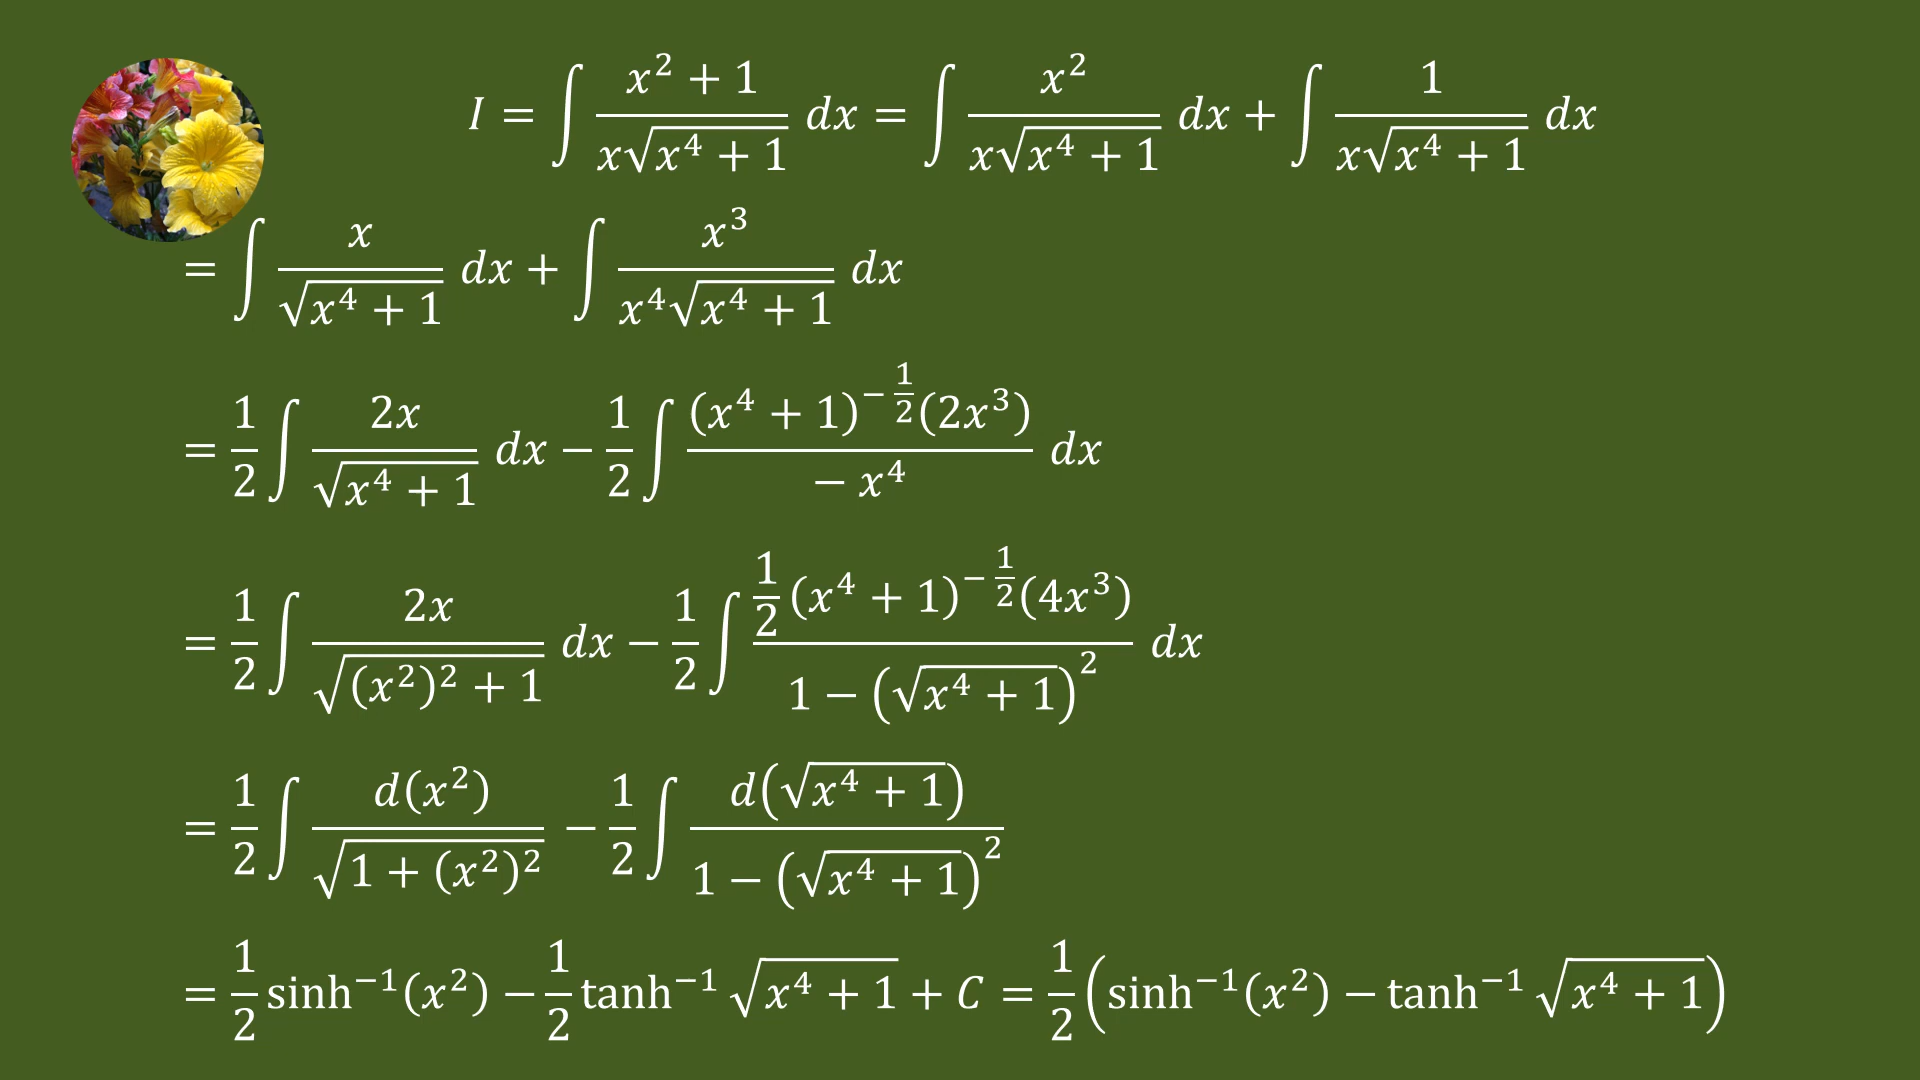 I = ∫ (x² + 1)/(x√(x⁴ + 1)) dx = ∫ x²/(x√(x⁴ + 1)) dx + ∫ 1/(x√(x⁴ + 1)) dx
= ∫ x/√(x⁴ + 1) dx + ∫ x³/(x⁴√(x⁴ + 1)) dx
= 1/2 ∫ 2x/√(x⁴ + 1) dx − 1/2 ∫ ((x⁴ + 1)^(−1/2) (2x³))/(− x⁴) dx
= 1/2 ∫ 2x/√((x²)² + 1) dx − 1/2 ∫ (1/2 (x⁴ + 1)^(−1/2) (4x³))/(1 − (√(x⁴ + 1))²) dx
= 1/2 ∫ d(x²)/√(1 + (x²)²) − 1/2 ∫ d(√(x⁴ + 1))/(1 − (√(x⁴ + 1))²)
= 1/2 sinh⁻¹(x²) − 1/2 tanh⁻¹ √(x⁴ + 1) + C = 1/2 (sinh⁻¹(x²) − tanh⁻¹ √(x⁴ + 1))